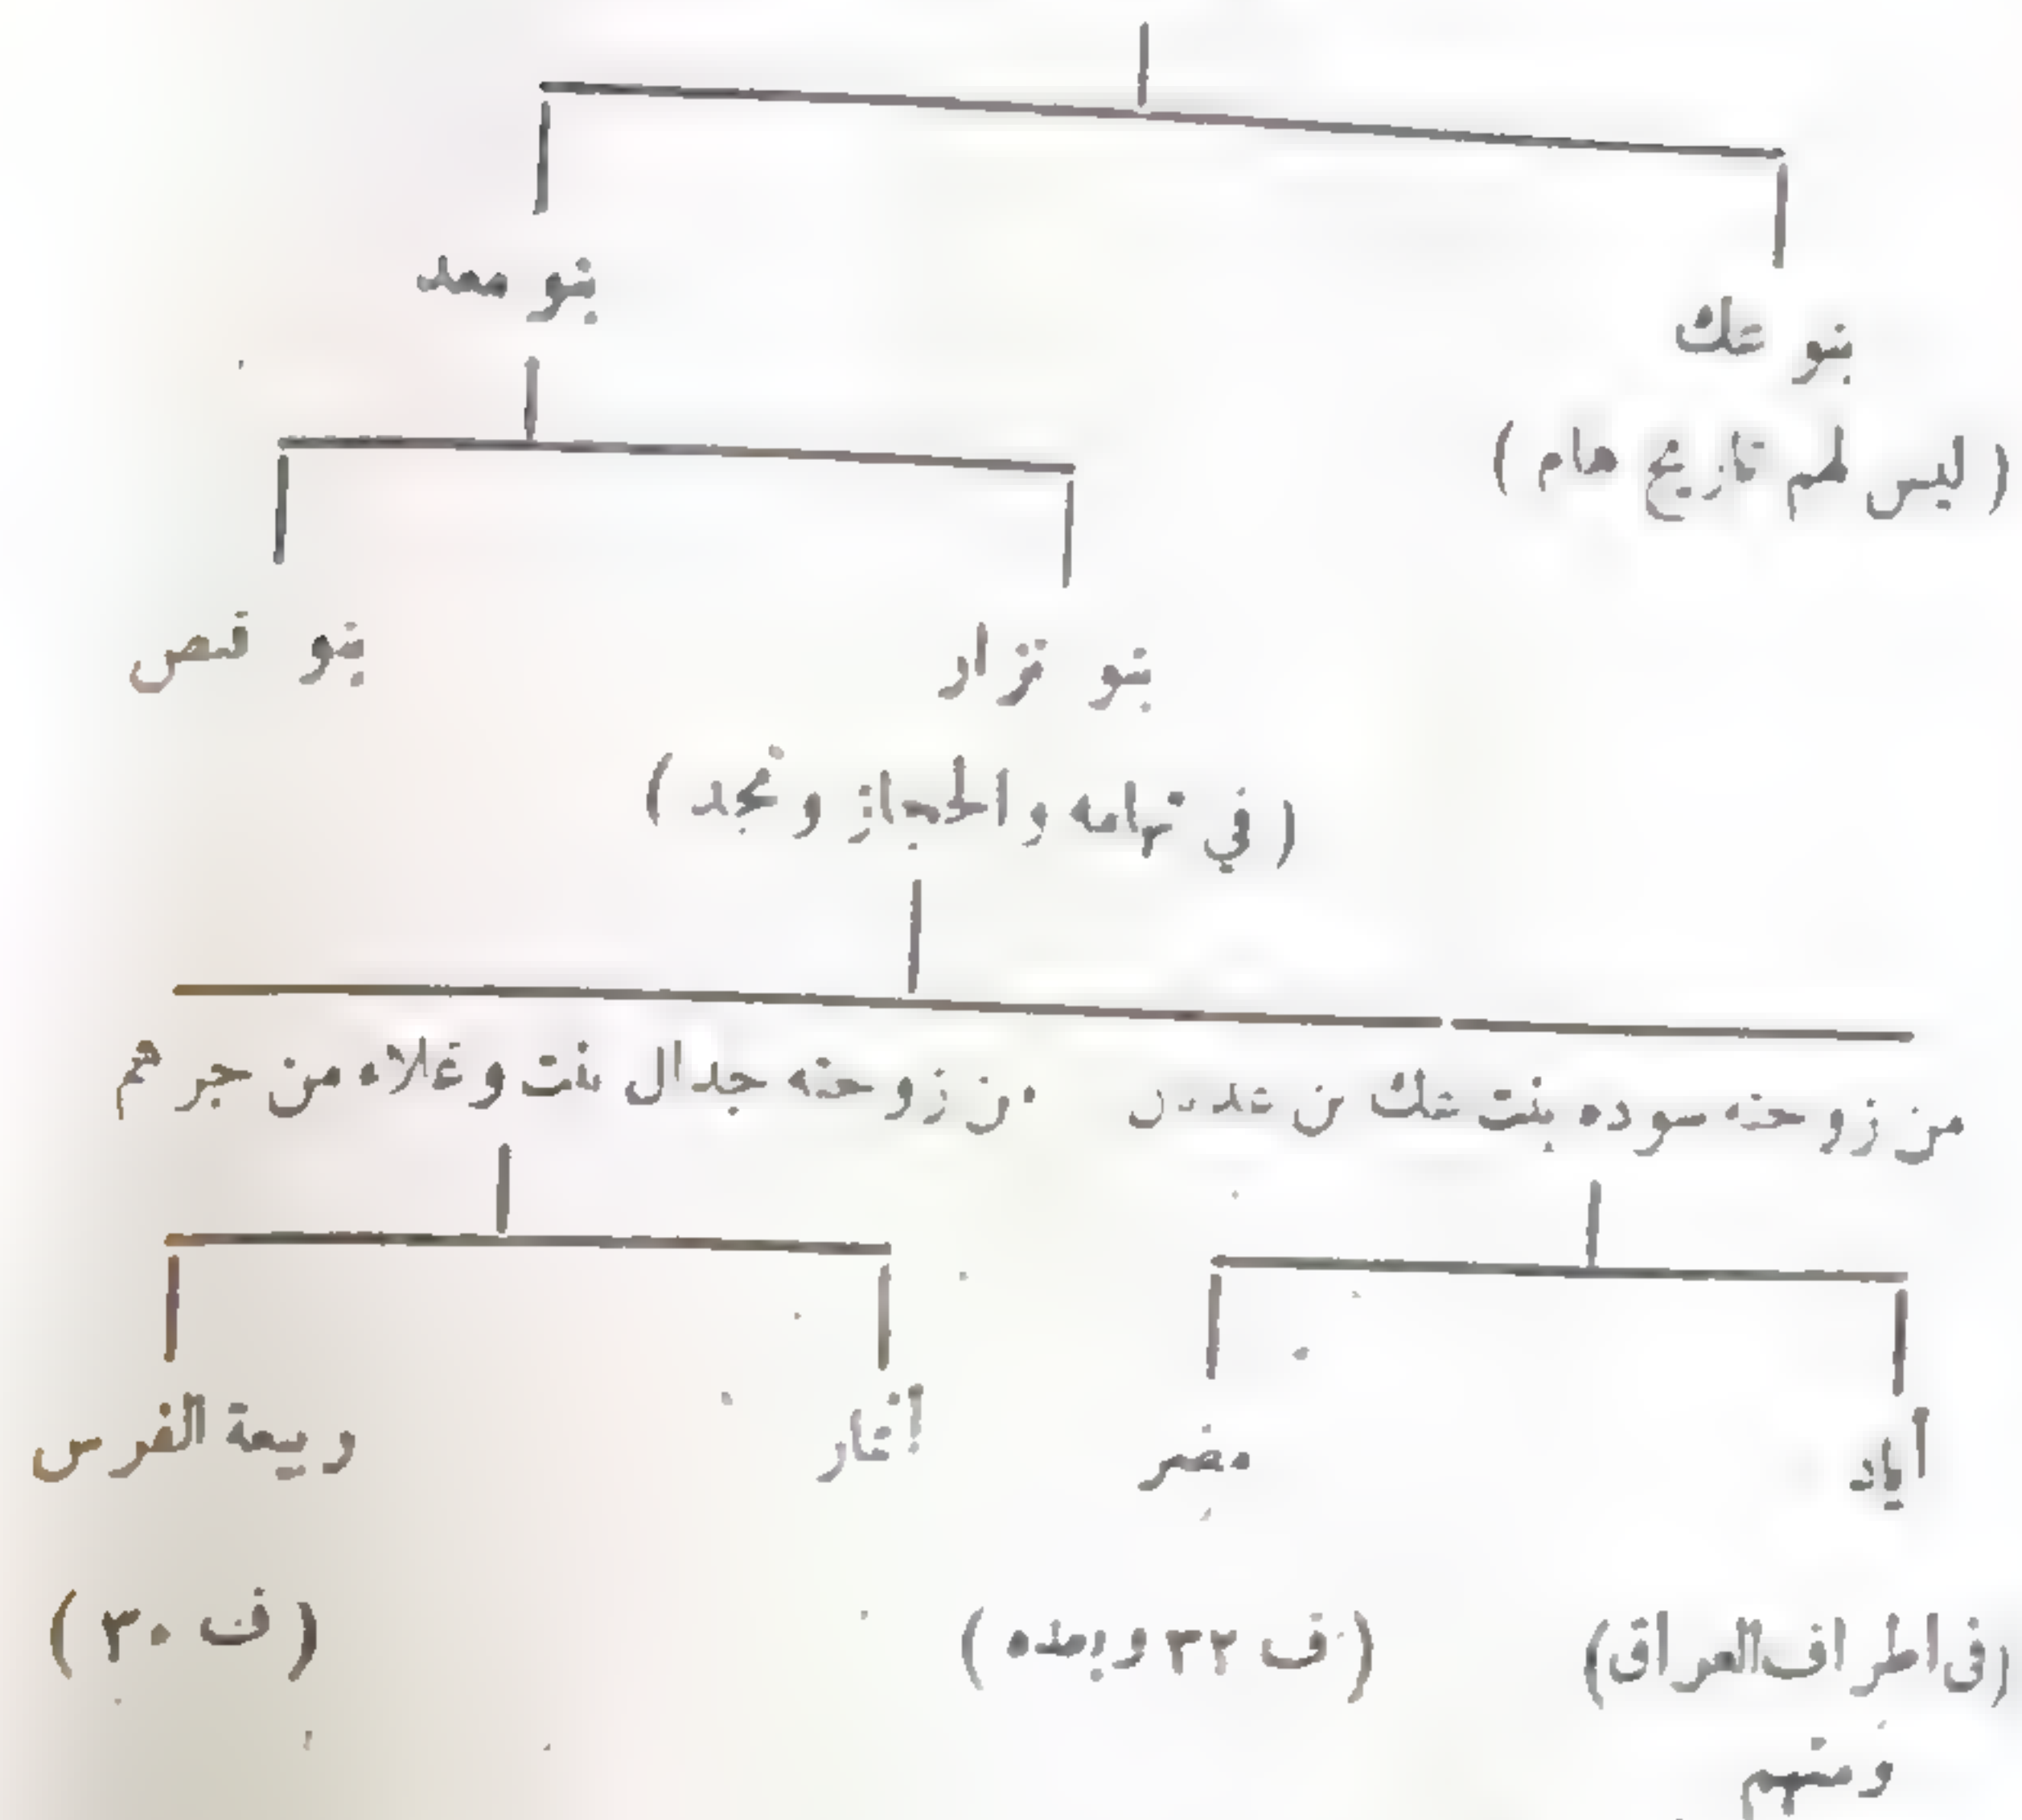 بنو معد
بنو عك
(ليس لهم تاريخ هام)
بنو نزار
بنو قنص
(في تهامه والحجاز ونجد)
من زوجته سوده بنت عك بن عدنان
من زوجته جدال بنت وعلاه من جرهم
أياد
مضر
أنمار
ربيعة الفرس
(في اطراف العراق)
(ف ٣٢ وبعده)
(ف ٣٠)
ومنهم